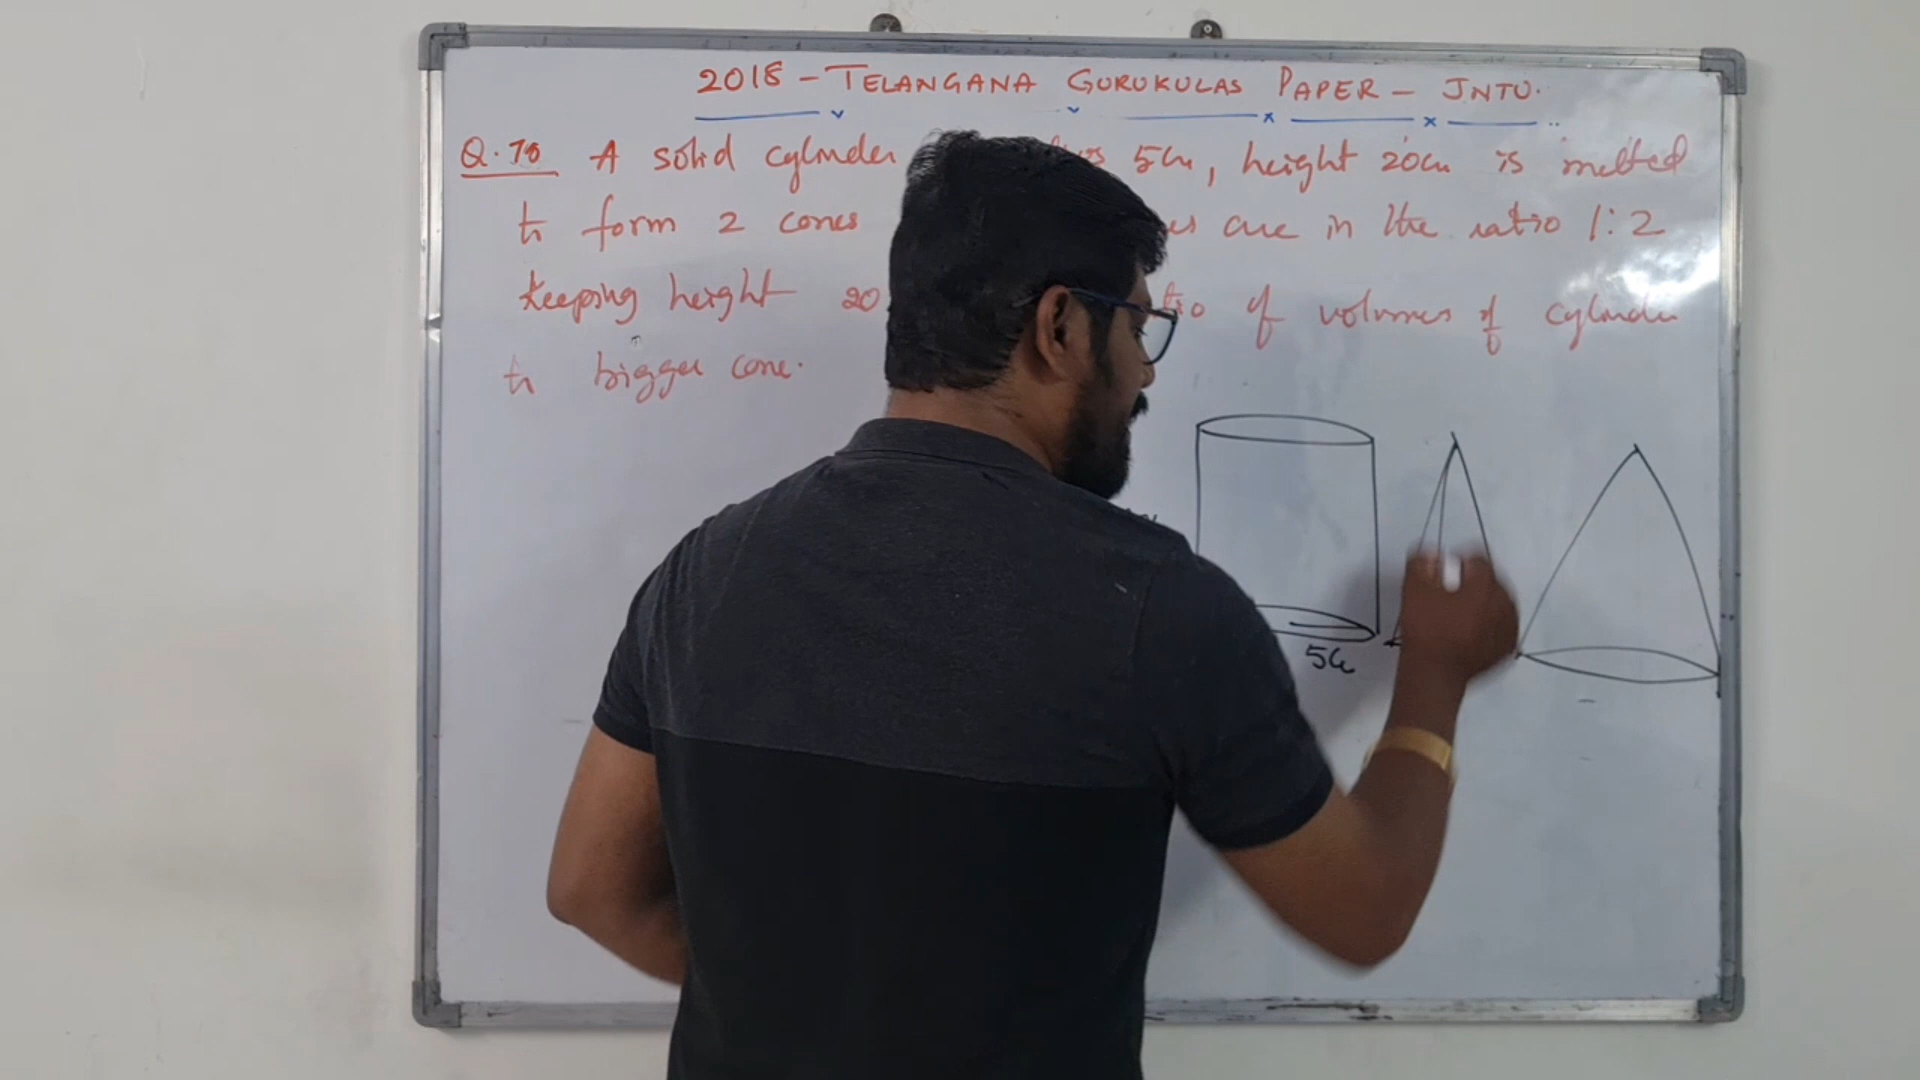 2018 - TELANGANA GURUKULAS PAPER - JNTU.
Q.78 A solid cylinder 5cm, height 20cm is melted
to form 2 cones are in the ratio 1:2
keeping height 20 of volumes of cylinder
to bigger cone.
5cm